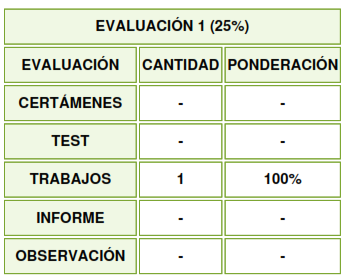 EVALUACIÓN 1 (25%)
EVALUACIÓN CANTIDAD PONDERACIÓN
CERTÁMENES - -
TEST - -
TRABAJOS 1 100%
INFORME - -
OBSERVACIÓN - -